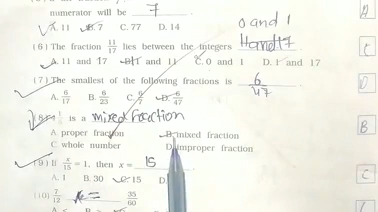 numerator will be 7
A. 11 B. 7 C. 77 D. 14
0 and 1
(6) The fraction 11/17 lies between the integers 11 and 17
A. 11 and 17 B. 1 and 11 C. 0 and 1 D. 1 and 17
(7) The smallest of the following fractions is 6/47
A. 6/17 B. 6/23 C. 6/7 D. 6/47
is a mixed fraction
A. proper fraction B. mixed fraction
C. whole number D. improper fraction
(9) If x/15 = 1, then x = 15
A. 1 B. 30 C. 15 D.
(10) 7/12 = 35/60
D
C
D
C